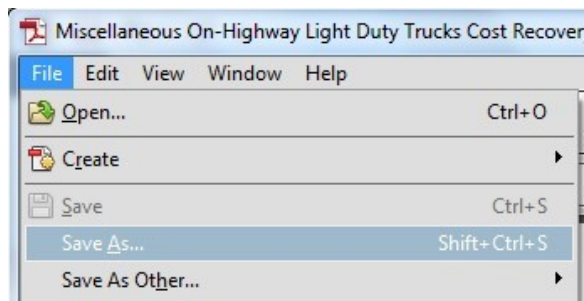 Miscellaneous On-Highway Light Duty Trucks Cost Recover
File Edit View Window Help
Open... Ctrl+O
Create
Save Ctrl+S
Save As... Shift+Ctrl+S
Save As Other...